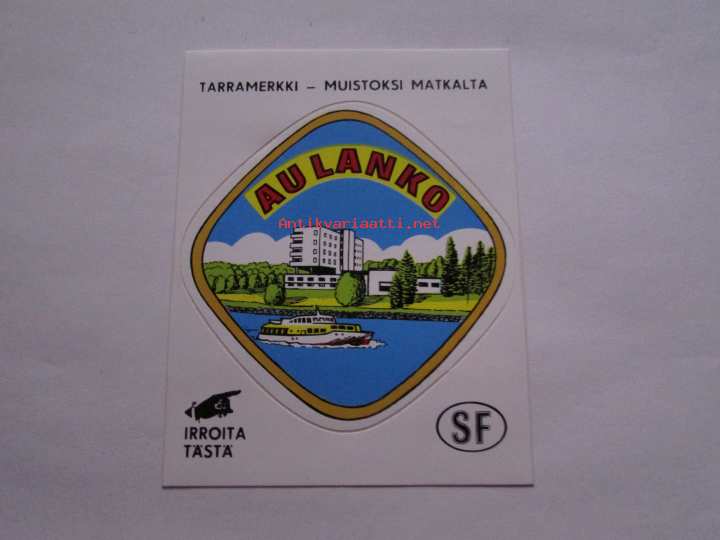 TARRAMERKKI – MUISTOKSI MATKALTA
AULANKO
Antikvariaatti.net
IRROITA
TÄSTÄ
SF